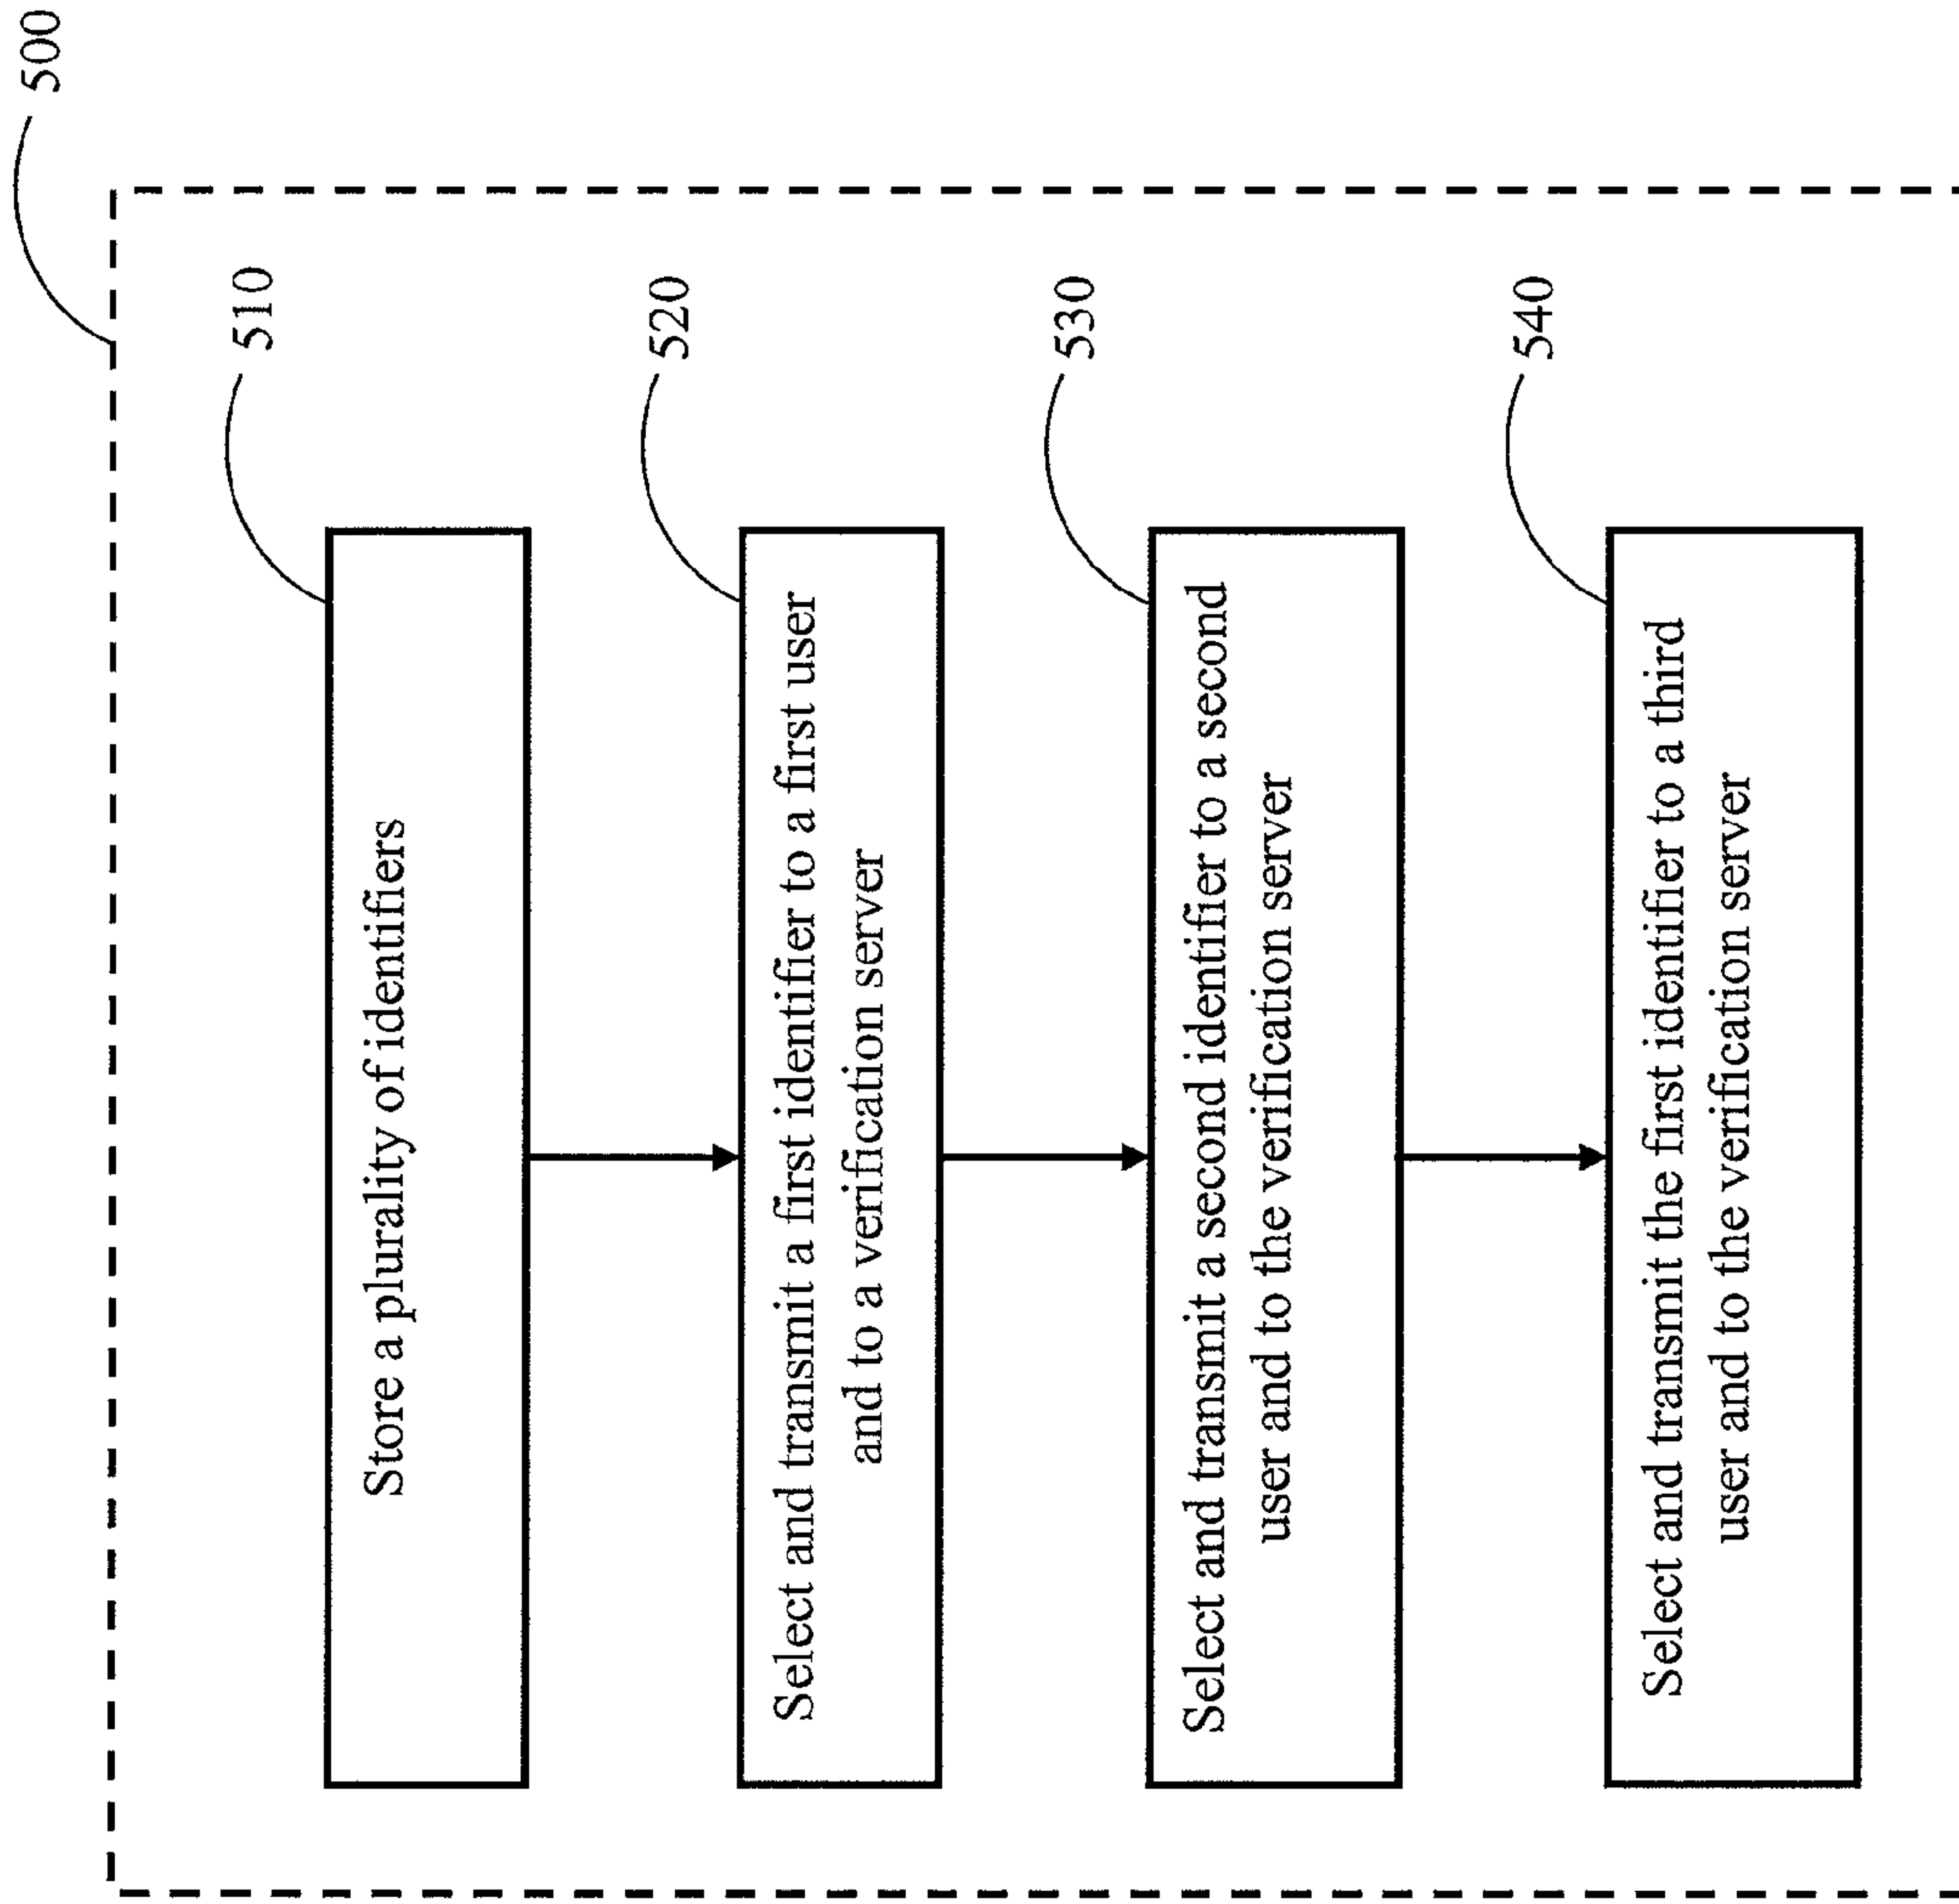 500
510
Store a plurality of identifiers
520
Select and transmit a first identifier to a first user
and to a verification server
530
Select and transmit a second identifier to a second
user and to the verification server
540
Select and transmit the first identifier to a third
user and to the verification server